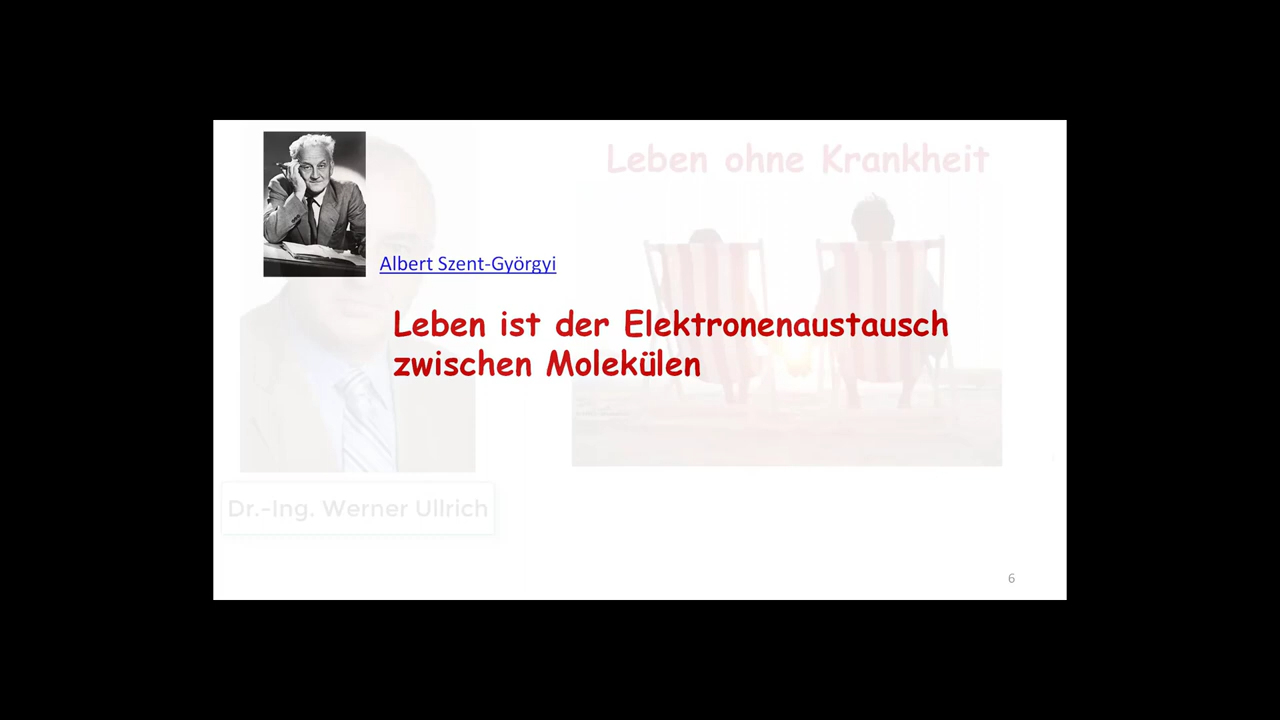 Leben ohne Krankheit
Albert Szent-Györgyi
Leben ist der Elektronenaustausch
zwischen Molekülen
Dr.-Ing. Werner Ullrich
6